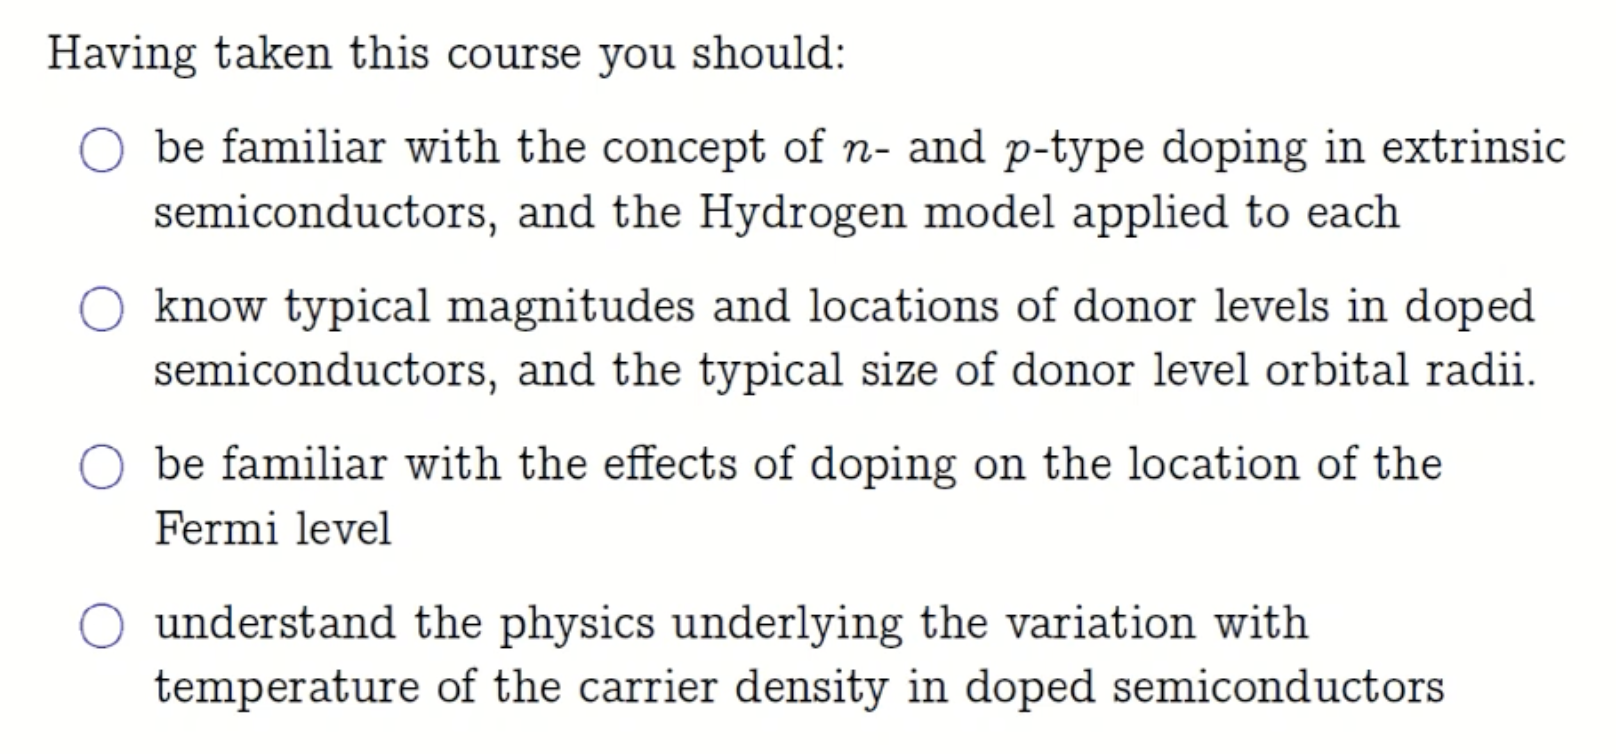 Having taken this course you should:
be familiar with the concept of n- and p-type doping in extrinsic
semiconductors, and the Hydrogen model applied to each
know typical magnitudes and locations of donor levels in doped
semiconductors, and the typical size of donor level orbital radii.
be familiar with the effects of doping on the location of the
Fermi level
understand the physics underlying the variation with
temperature of the carrier density in doped semiconductors